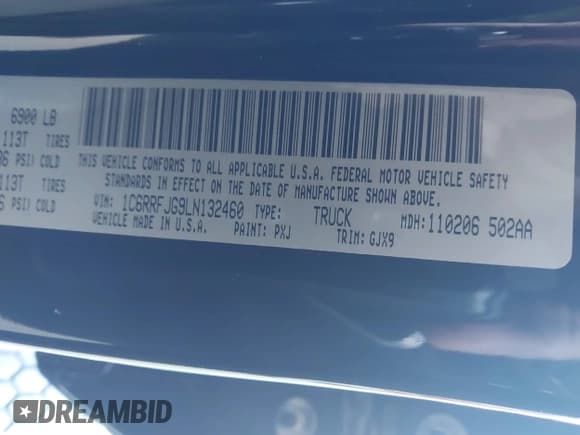 6900 LB
113T TIRES
PSI) COLD
113T TIRES
PSI) COLD
THIS VEHICLE CONFORMS TO ALL APPLICABLE U.S.A. FEDERAL MOTOR VEHICLE SAFETY
STANDARDS IN EFFECT ON THE DATE OF MANUFACTURE SHOWN ABOVE.
VIN: 1C6RRFJG9LN132460 TYPE: TRUCK MDH: 110206 502AA
VEHICLE MADE IN U.S.A. PAINT: PXJ TRIM: GJX9
DREAMBID